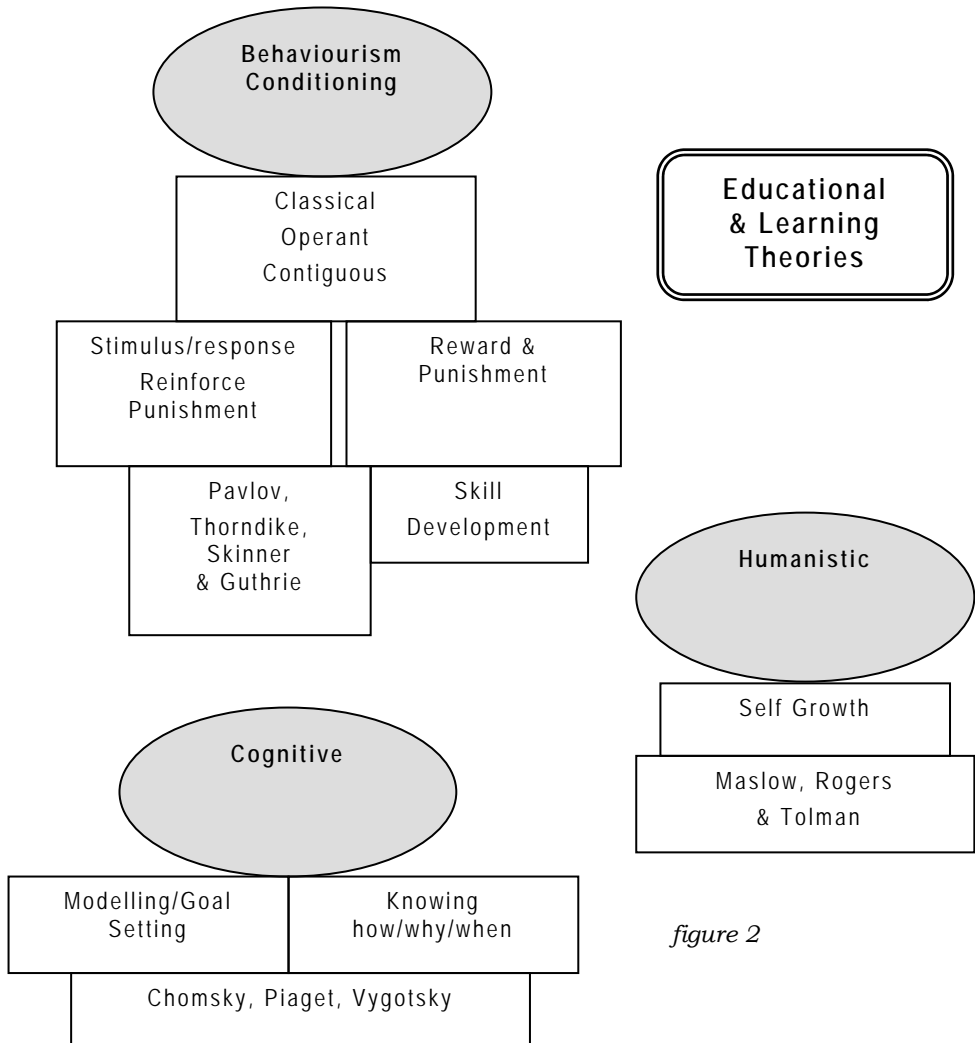 Behaviourism
Conditioning
Classical
Operant
Contiguous
Educational
& Learning
Theories
Stimulus/response
Reinforce
Punishment
Reward &
Punishment
Pavlov,
Thorndike,
Skinner
& Guthrie
Skill
Development
Humanistic
Self Growth
Maslow, Rogers
& Tolman
Cognitive
Modelling/Goal
Setting
Knowing
how/why/when
Chomsky, Piaget, Vygotsky
figure 2